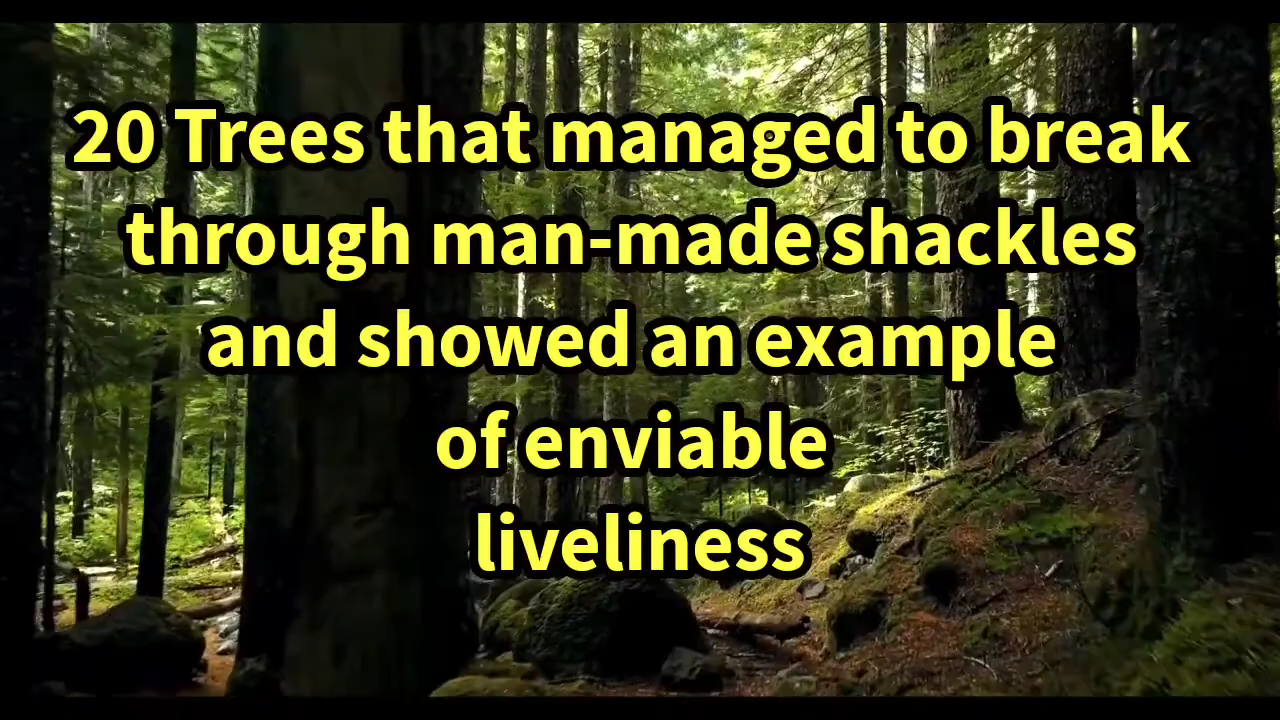 20 Trees that managed to break
through man-made shackles
and showed an example
of enviable
liveliness